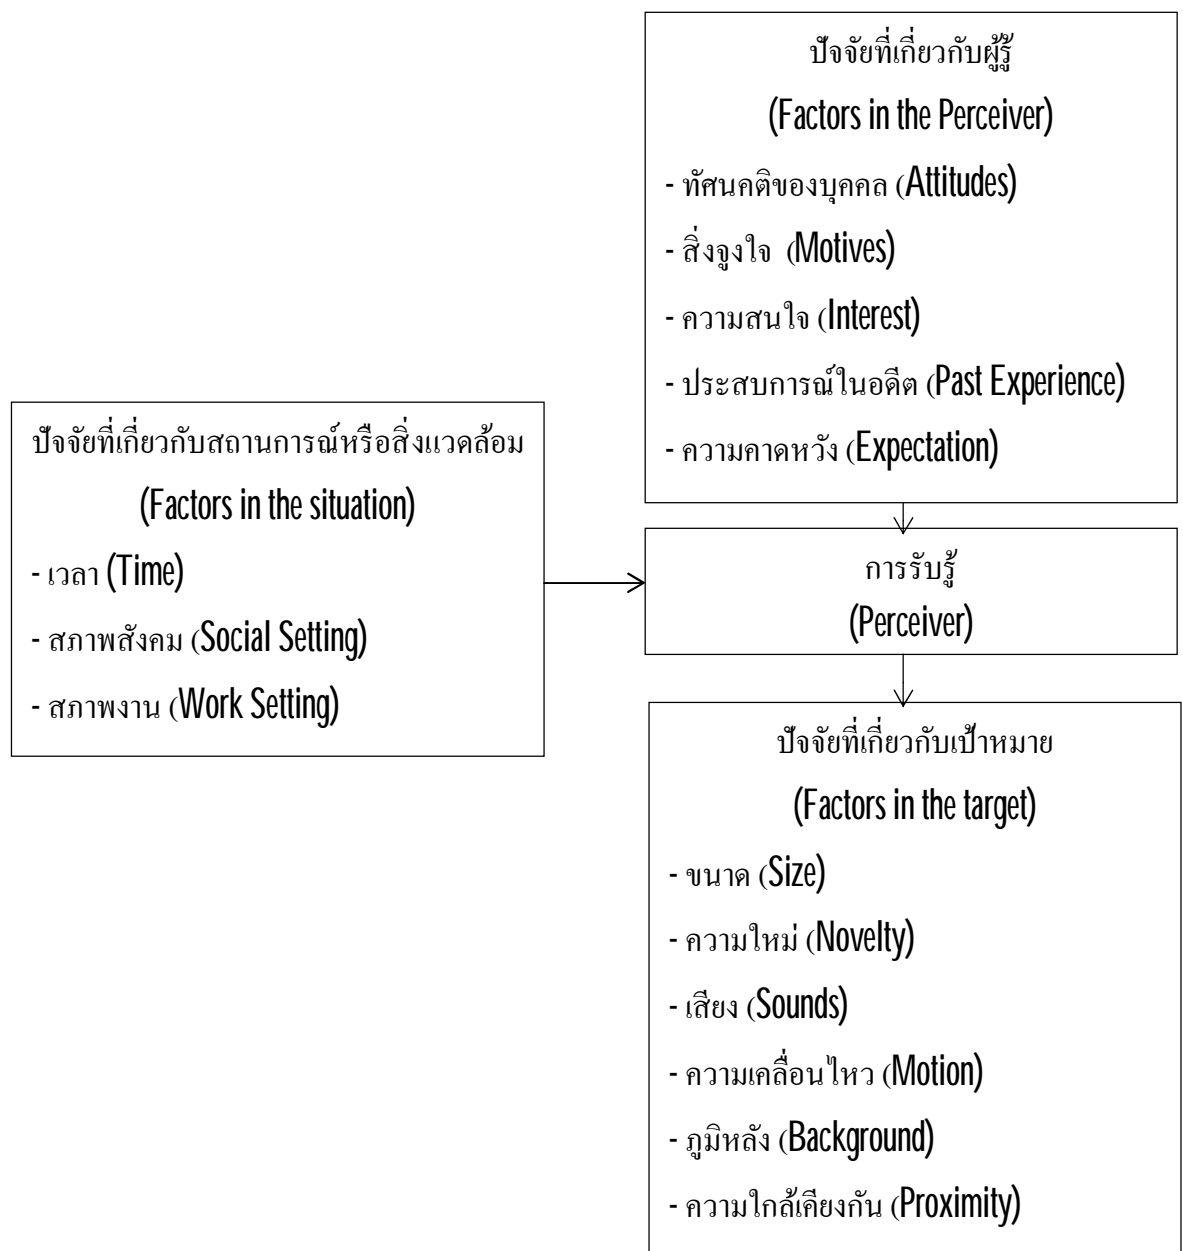 ปัจจัยที่เกี่ยวกับผู้รู้
(Factors in the Perceiver)
- ทัศนคติของบุคคล (Attitudes)
- สิ่งจูงใจ (Motives)
- ความสนใจ (Interest)
- ประสบการณ์ในอดีต (Past Experience)
- ความคาดหวัง (Expectation)
ปัจจัยที่เกี่ยวกับสถานการณ์หรือสิ่งแวดล้อม
(Factors in the situation)
- เวลา (Time)
- สภาพสังคม (Social Setting)
- สภาพงาน (Work Setting)
การรับรู้
(Perceiver)
ปัจจัยที่เกี่ยวกับเป้าหมาย
(Factors in the target)
- ขนาด (Size)
- ความใหม่ (Novelty)
- เสียง (Sounds)
- ความเคลื่อนไหว (Motion)
- ภูมิหลัง (Background)
- ความใกล้เคียงกัน (Proximity)